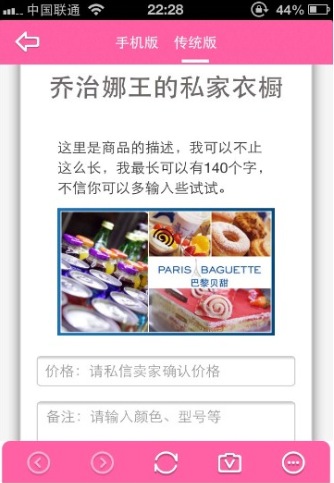 中国联通
22:28
44%
手机版 传统版
乔治娜王的私家衣橱
这里是商品的描述，我可以不止
这么长，我最长可以有140个字，
不信你可以多输入些试试。
PARIS BAGUETTE
巴黎贝甜
价格：请私信卖家确认价格
备注：请输入颜色、型号等